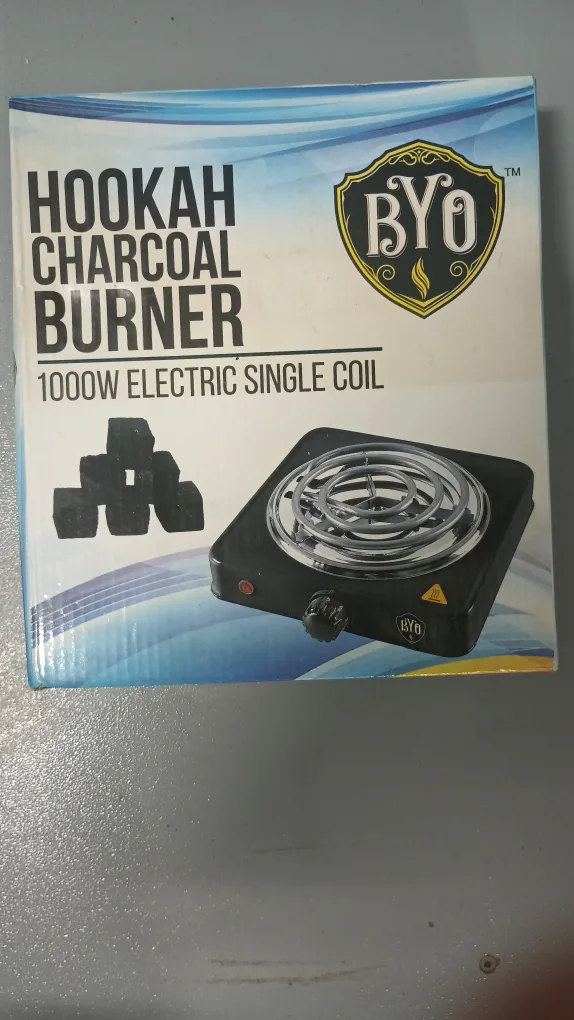 HOOKAH
CHARCOAL
BURNER
1000W ELECTRIC SINGLE COIL
BYO
TM
BYO